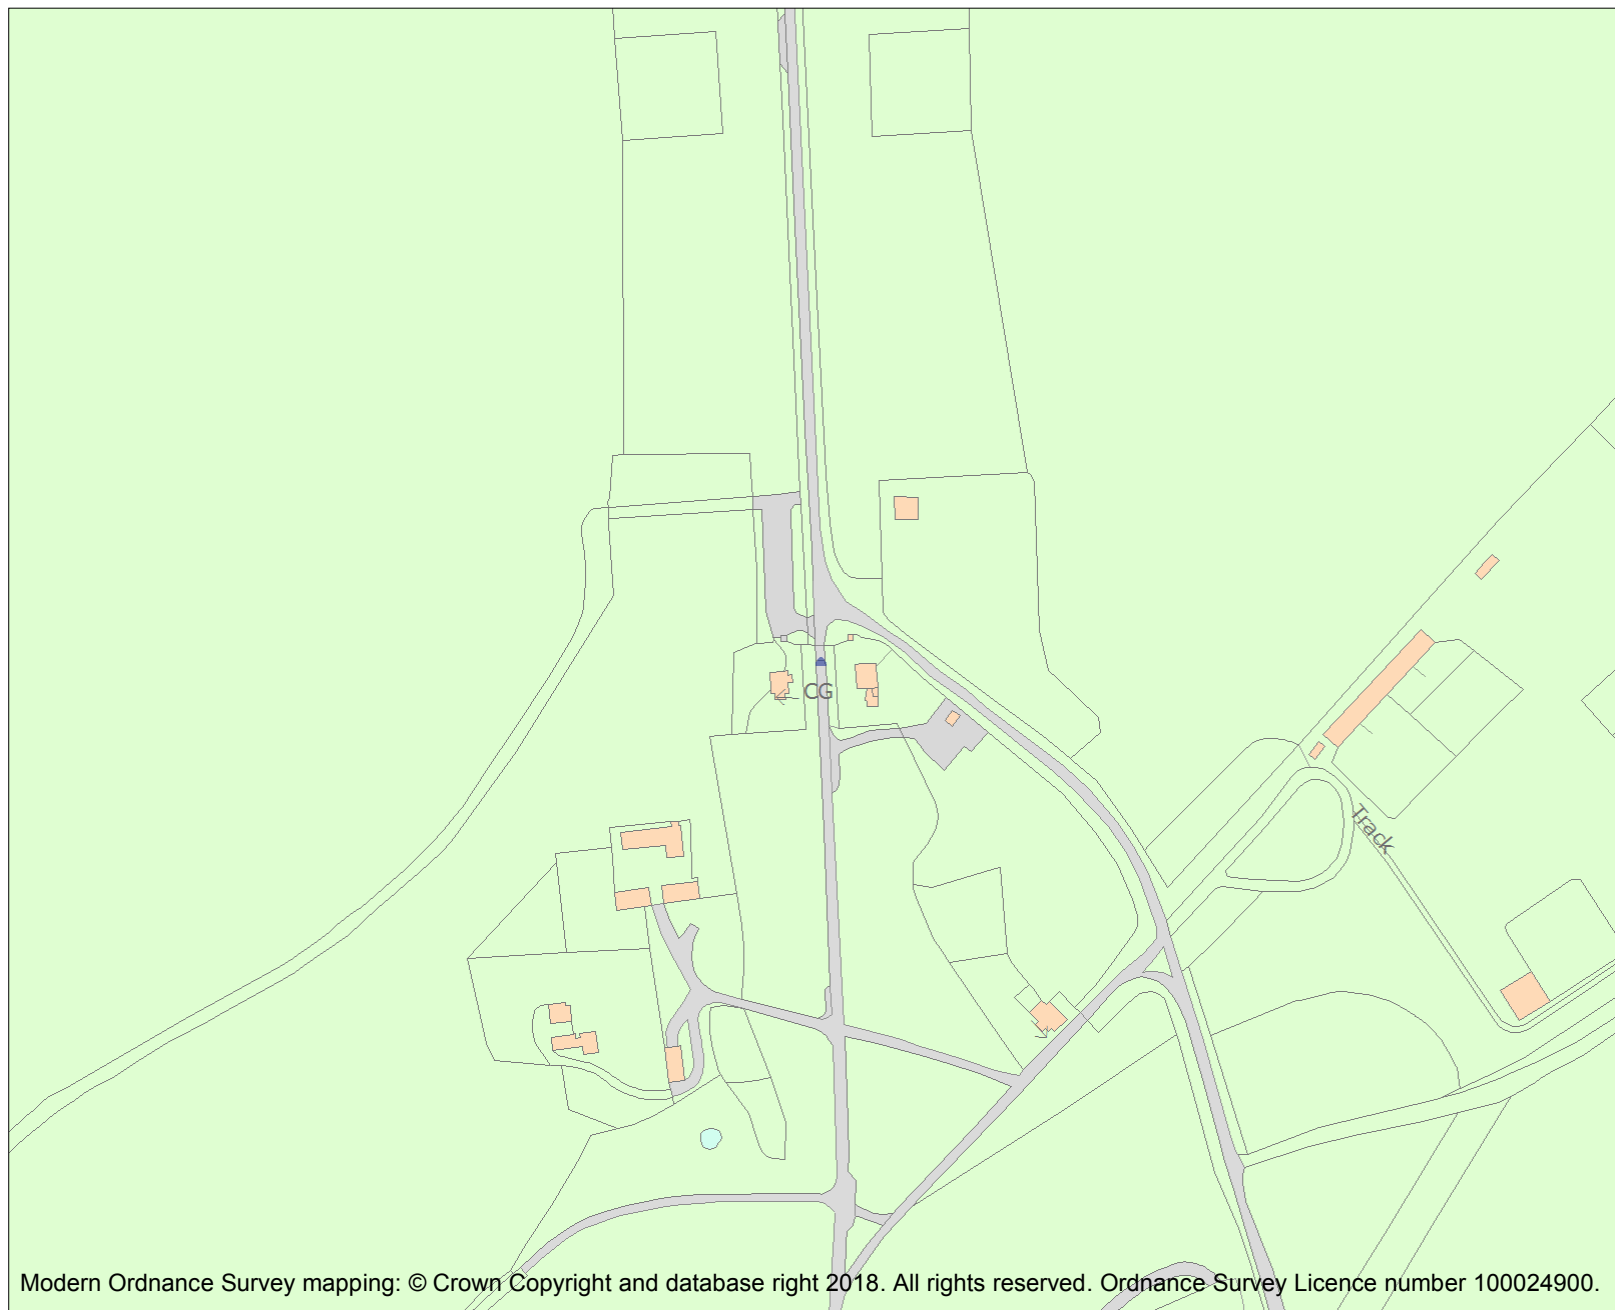 CG
Track
Modern Ordnance Survey mapping: © Crown Copyright and database right 2018. All rights reserved. Ordnance Survey Licence number 100024900.